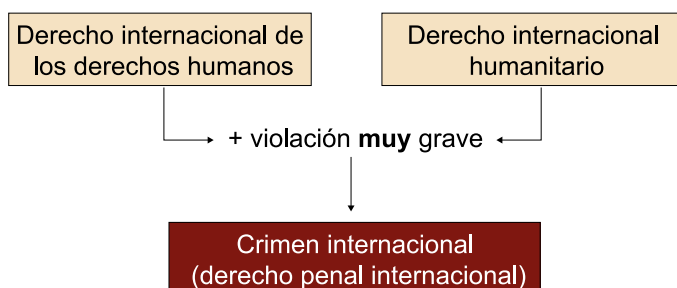 Derecho internacional de
los derechos humanos
Derecho internacional
humanitario
+ violación muy grave
Crimen internacional
(derecho penal internacional)